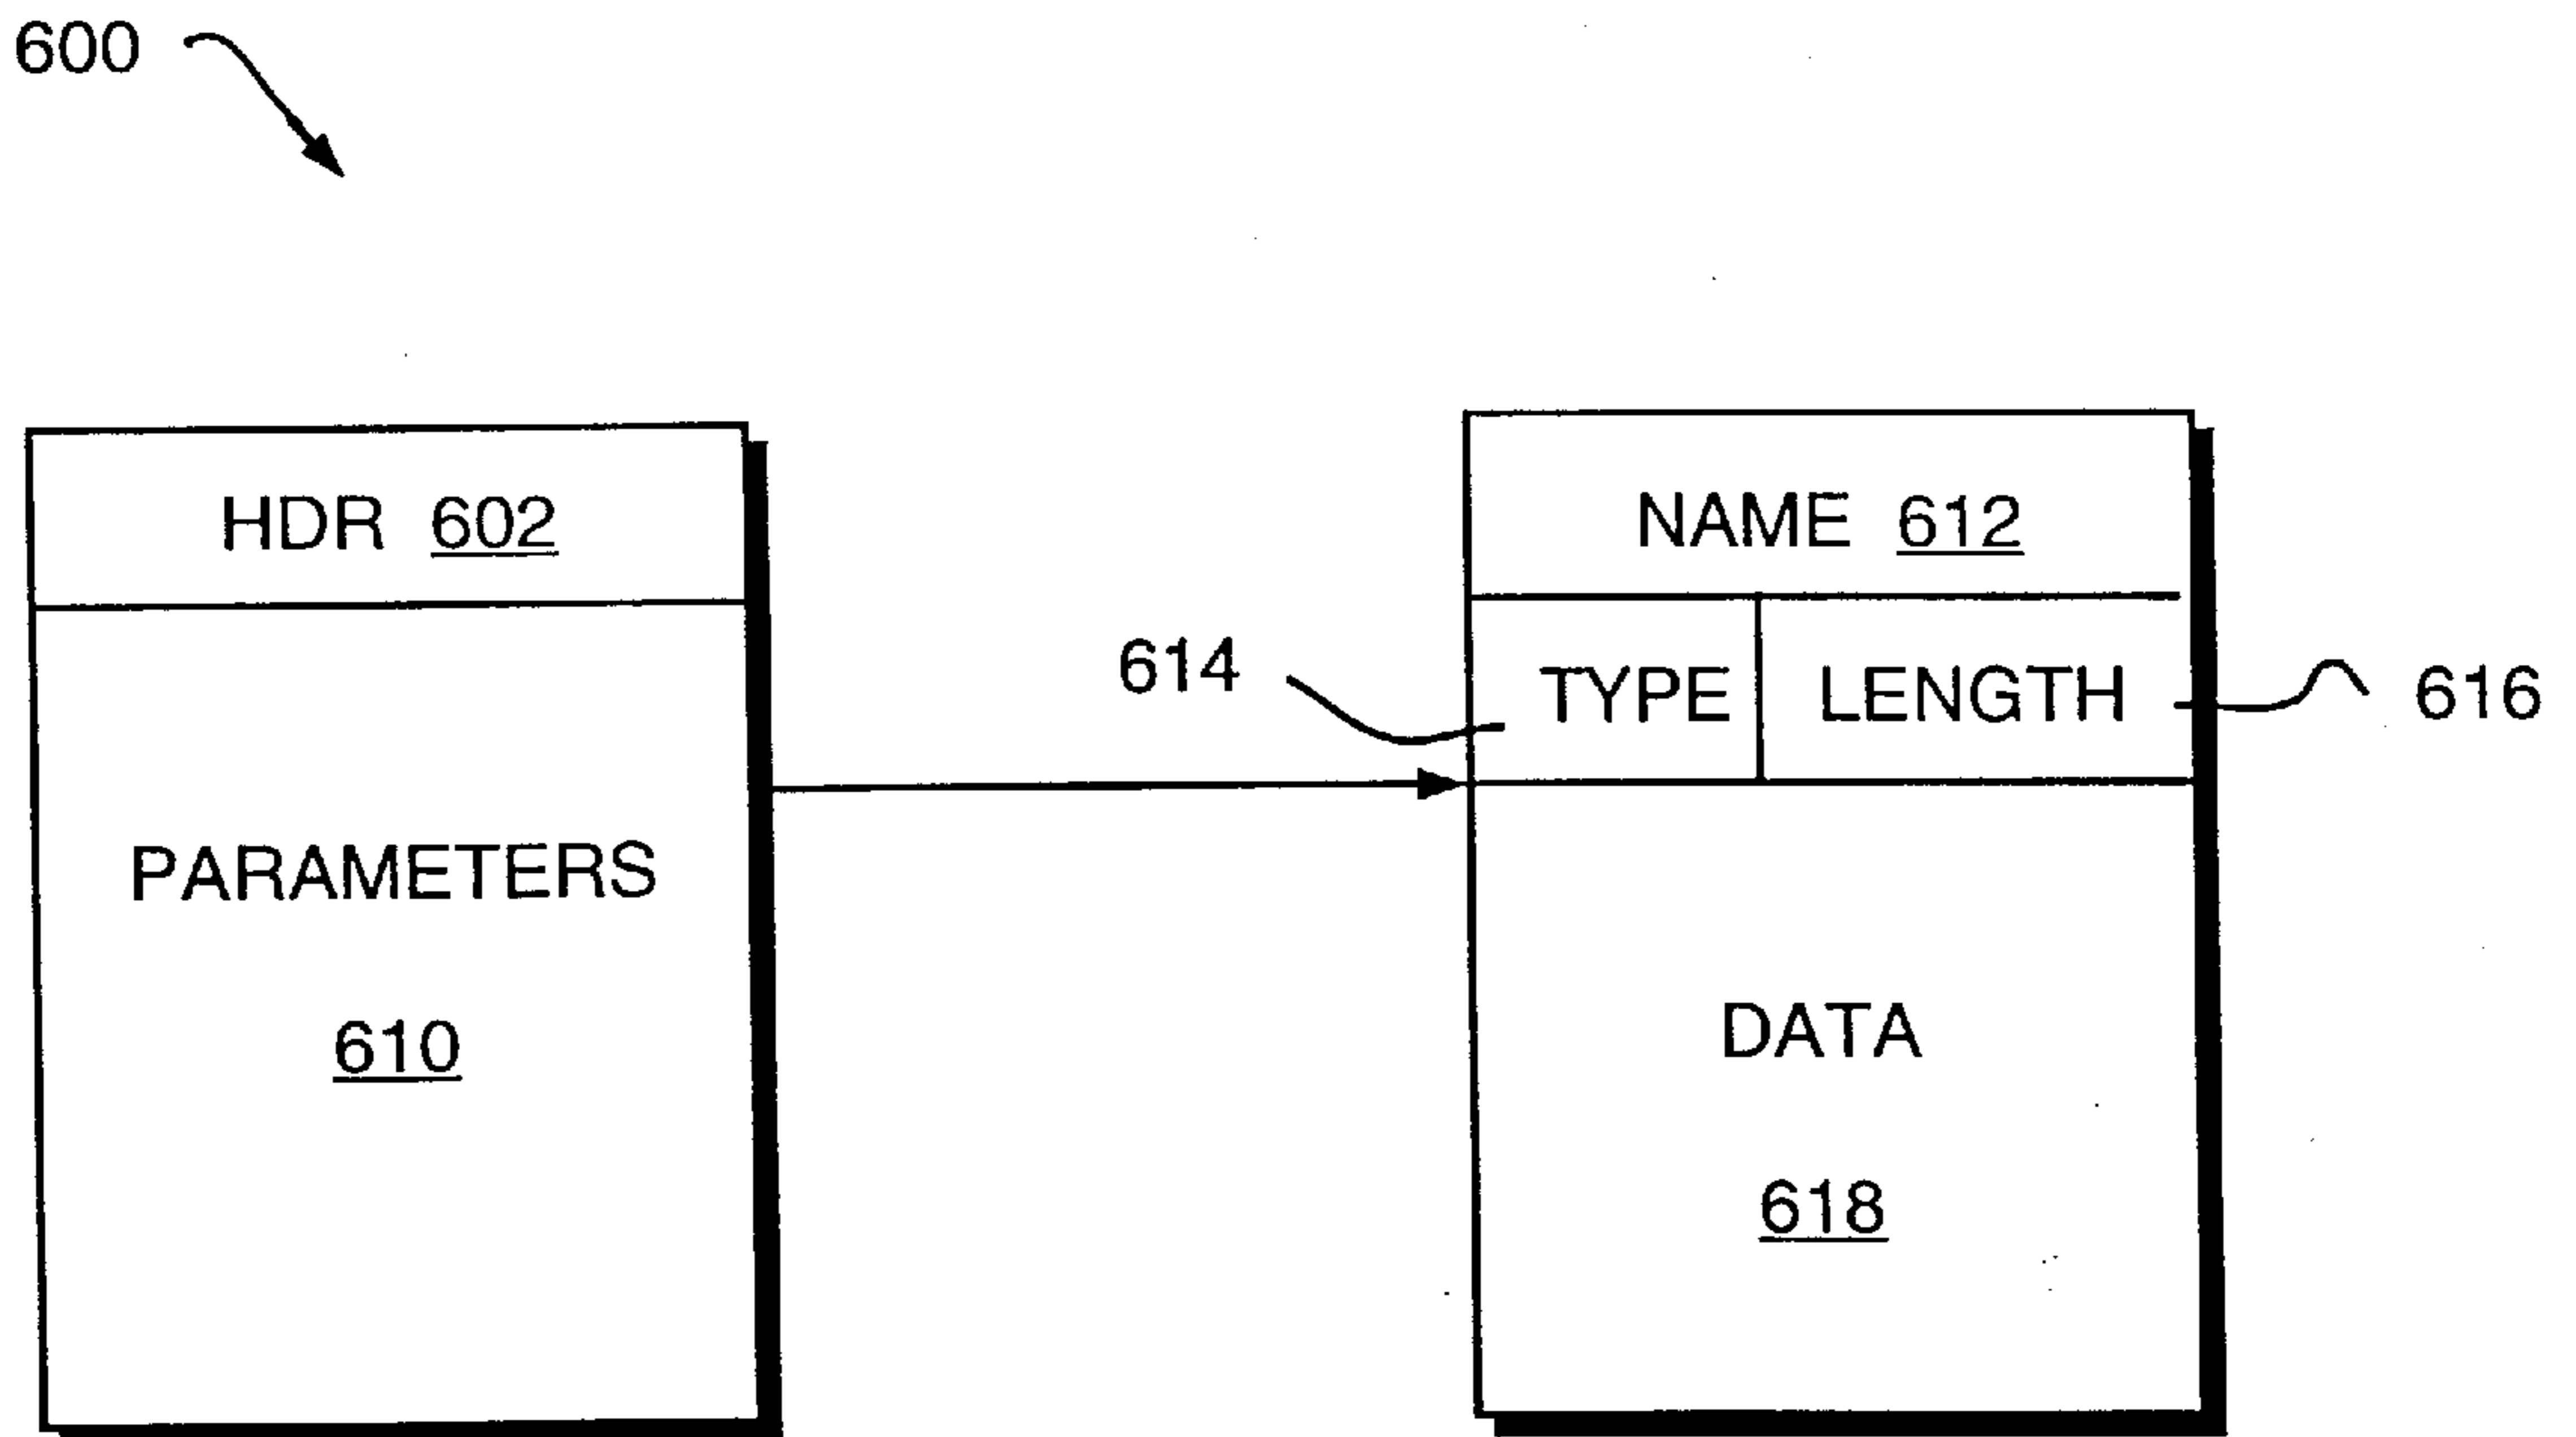 600
HDR 602
PARAMETERS
610
NAME 612
614
TYPE
LENGTH
616
DATA
618